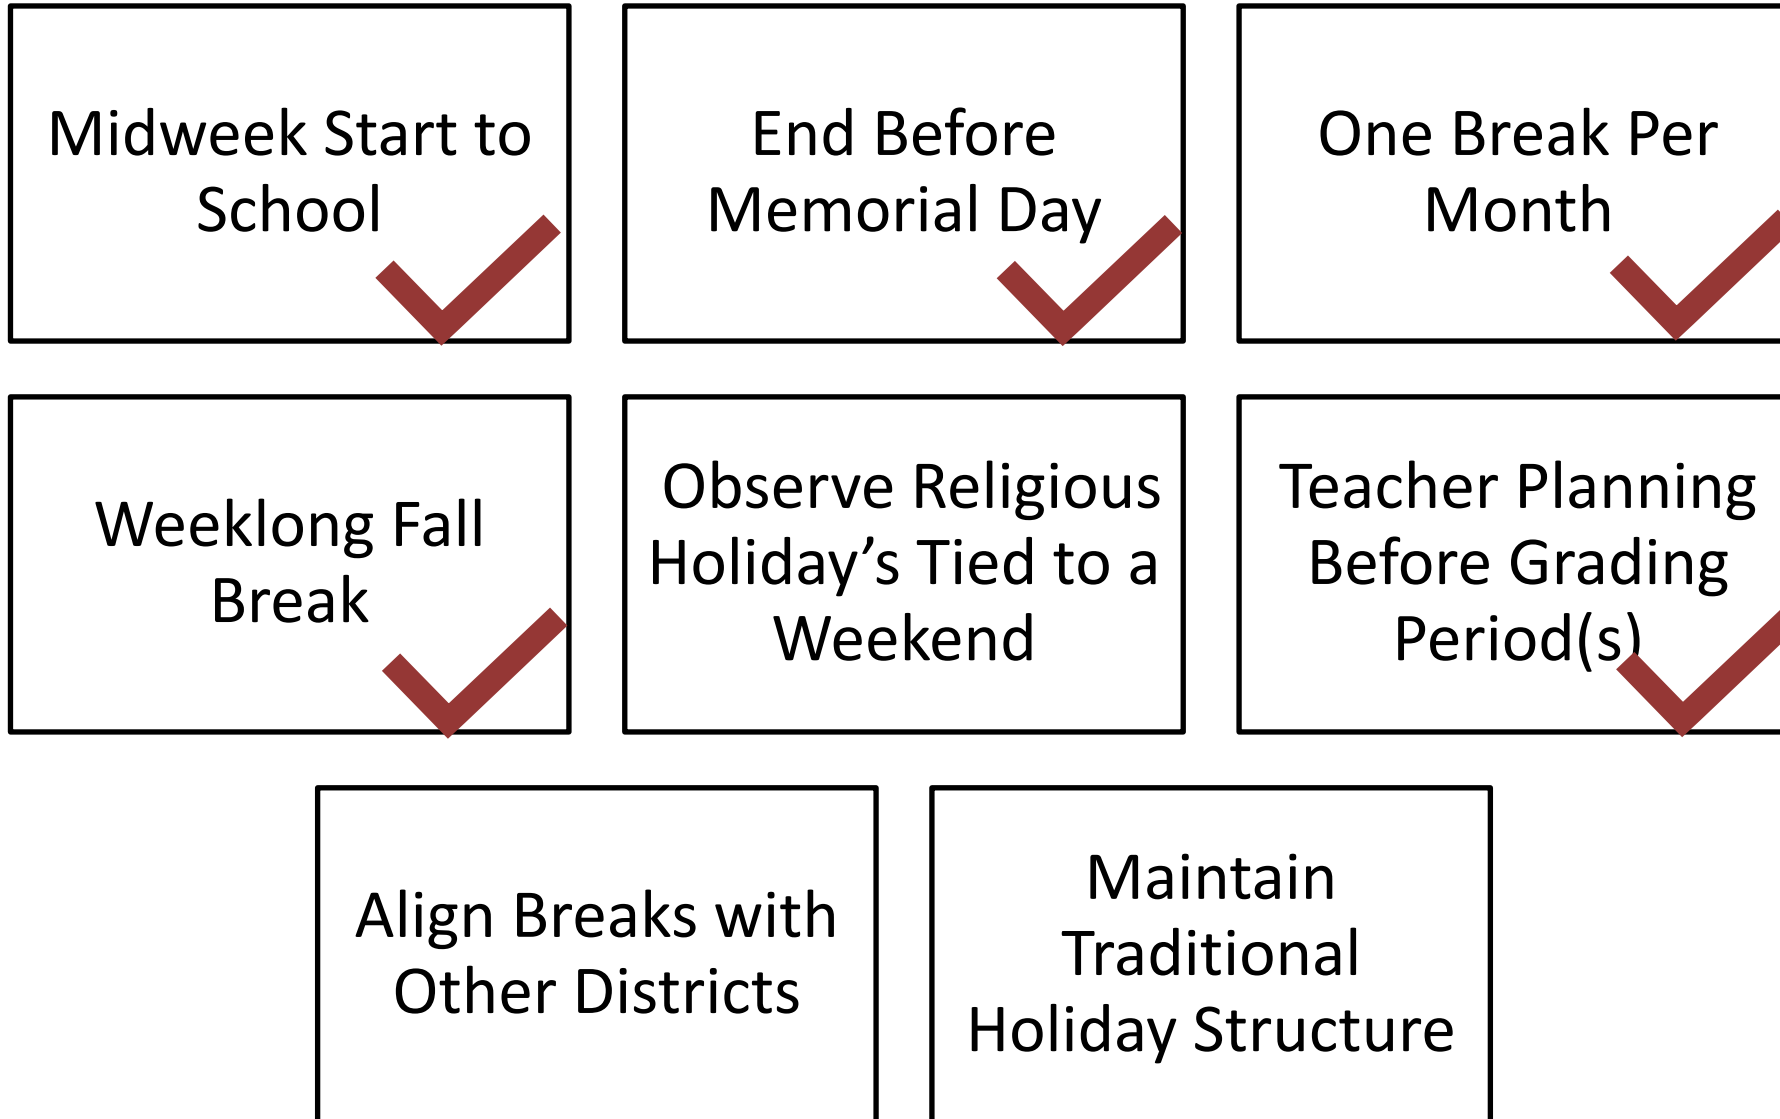 Midweek Start to
School
End Before
Memorial Day
One Break Per
Month
Weeklong Fall
Break
Observe Religious
Holiday’s Tied to a
Weekend
Teacher Planning
Before Grading
Period(s)
Align Breaks with
Other Districts
Maintain
Traditional
Holiday Structure